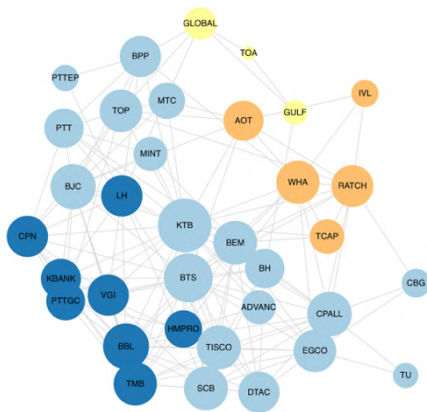 GLOBAL
TOA
BPP
PTTEP
IVL
MTC
TOP
GULF
AOT
PTT
MINT
BJC
WHA
RATCH
LH
KTB
CPN
BEM
TCAP
BH
KBANK
BTS
CBG
VGI
PTTGC
ADVANC
CPALL
HMPRO
BBL
TISCO
EGCO
TU
TMB
SCB
DTAC